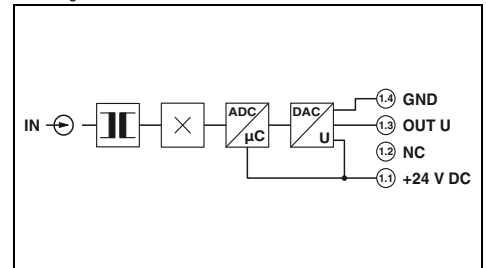 IN
ADC
µC
DAC
U
1.4 GND
1.3 OUT U
1.2 NC
1.1 +24 V DC